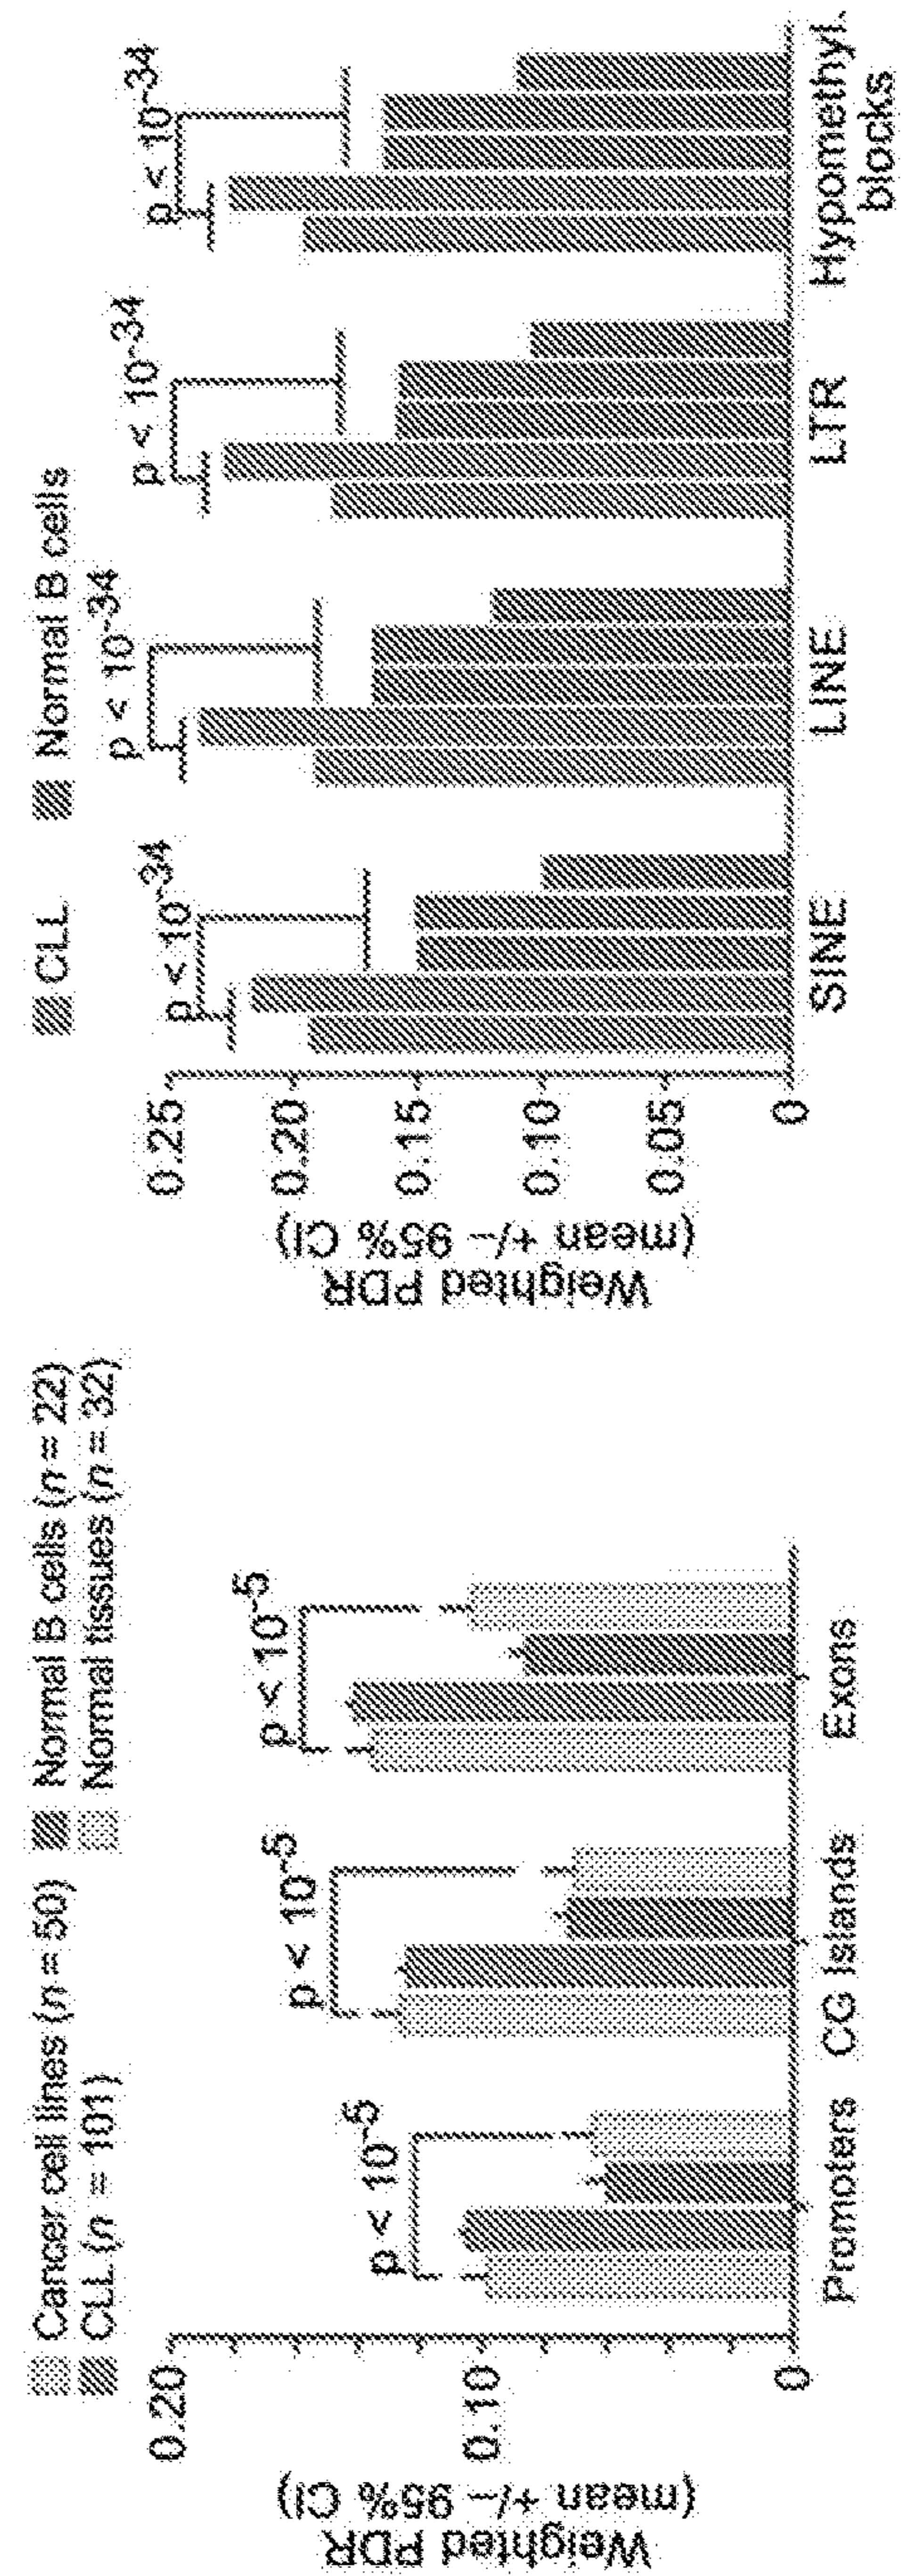 Cancer cell lines (n = 50)
CLL (n = 101)
Normal B cells (n = 22)
Normal tissues (n = 32)
Weighted PDR
(mean +/− 95% CI)
0.20
0.10
0
p < 10-5
p < 10-5
p < 10-5
Promoters
CG Islands
Exons
CLL
Normal B cells
Weighted PDR
(mean +/− 95% CI)
0.25
0.20
0.15
0.10
0.05
0
p < 10-34
p < 10-34
p < 10-34
p < 10-34
SINE
LINE
LTR
Hypomethyl.
blocks